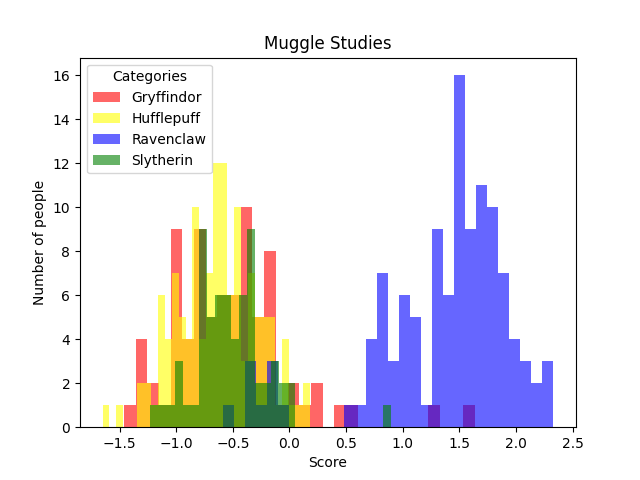 Muggle Studies
Categories
Gryffindor
Hufflepuff
Ravenclaw
Slytherin
Number of people
16
14
12
10
8
6
4
2
0
−1.5 −1.0 −0.5 0.0 0.5 1.0 1.5 2.0 2.5
Score